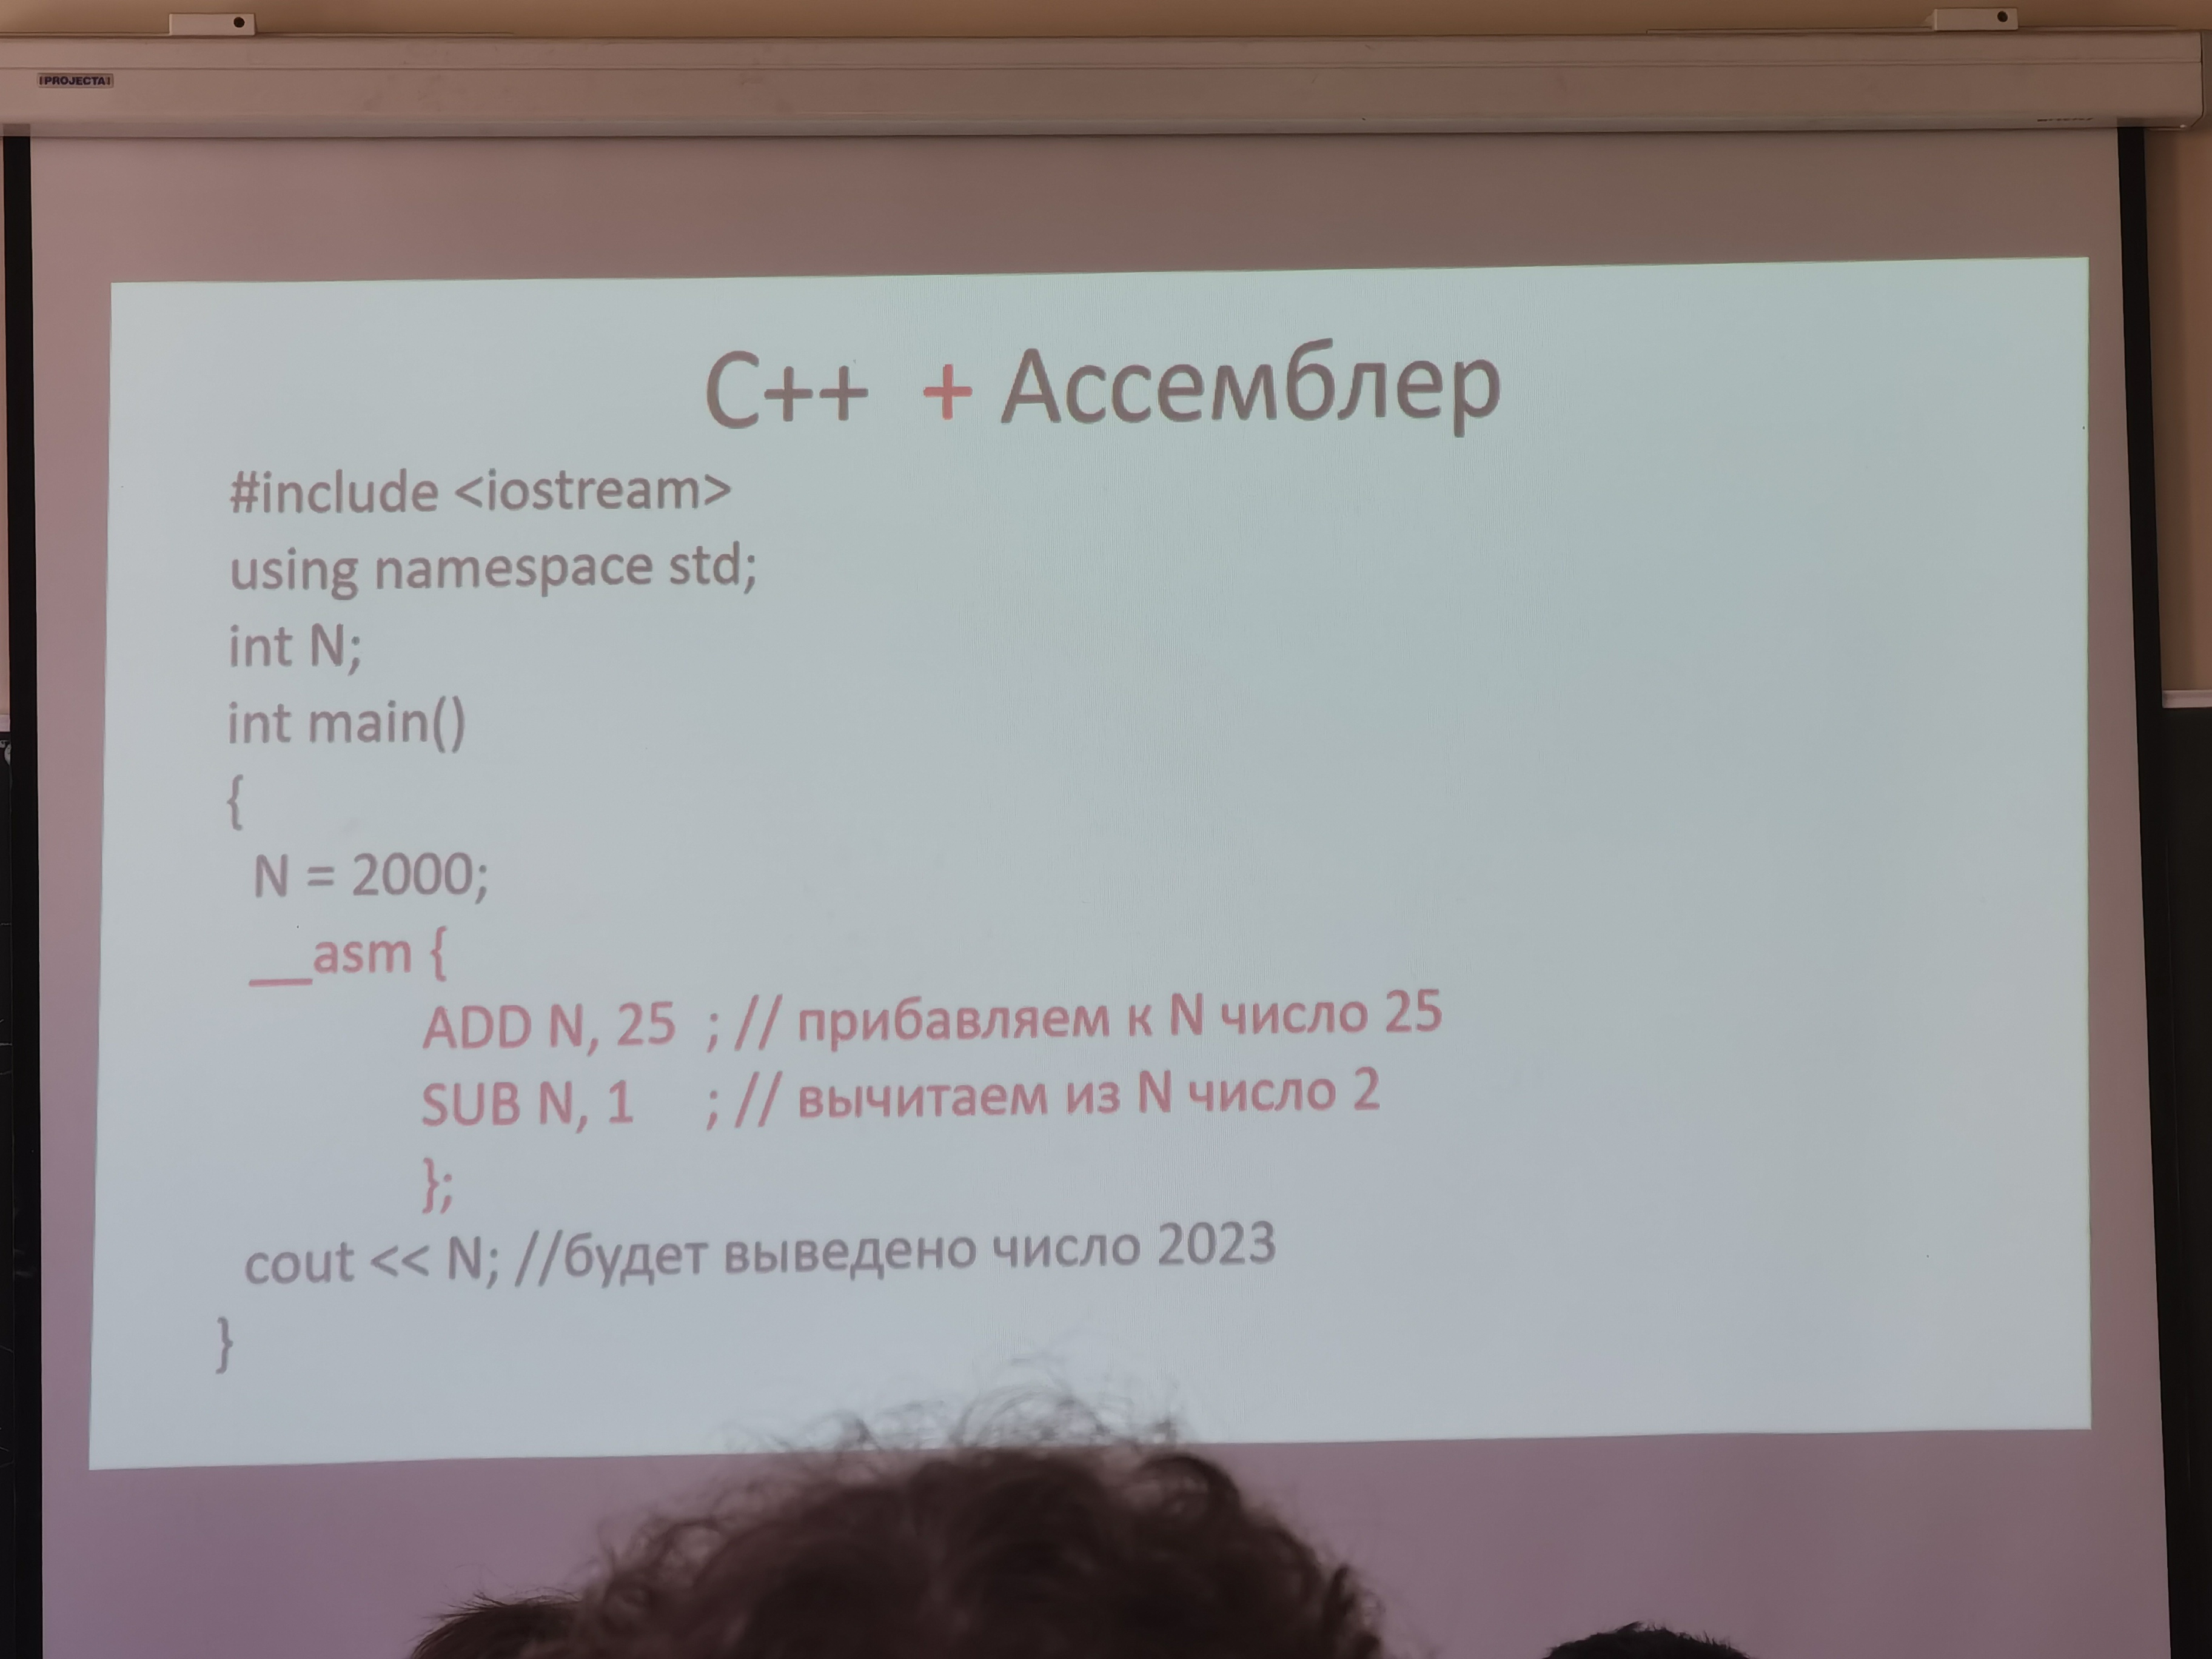 PROJECTA
C++ + Ассемблер
#include <iostream>
using namespace std;
int N;
int main()
{
N = 2000;
__asm {
ADD N, 25 ; // прибавляем к N число 25
SUB N, 1 ; // вычитаем из N число 2
};
cout << N; //будет выведено число 2023
}